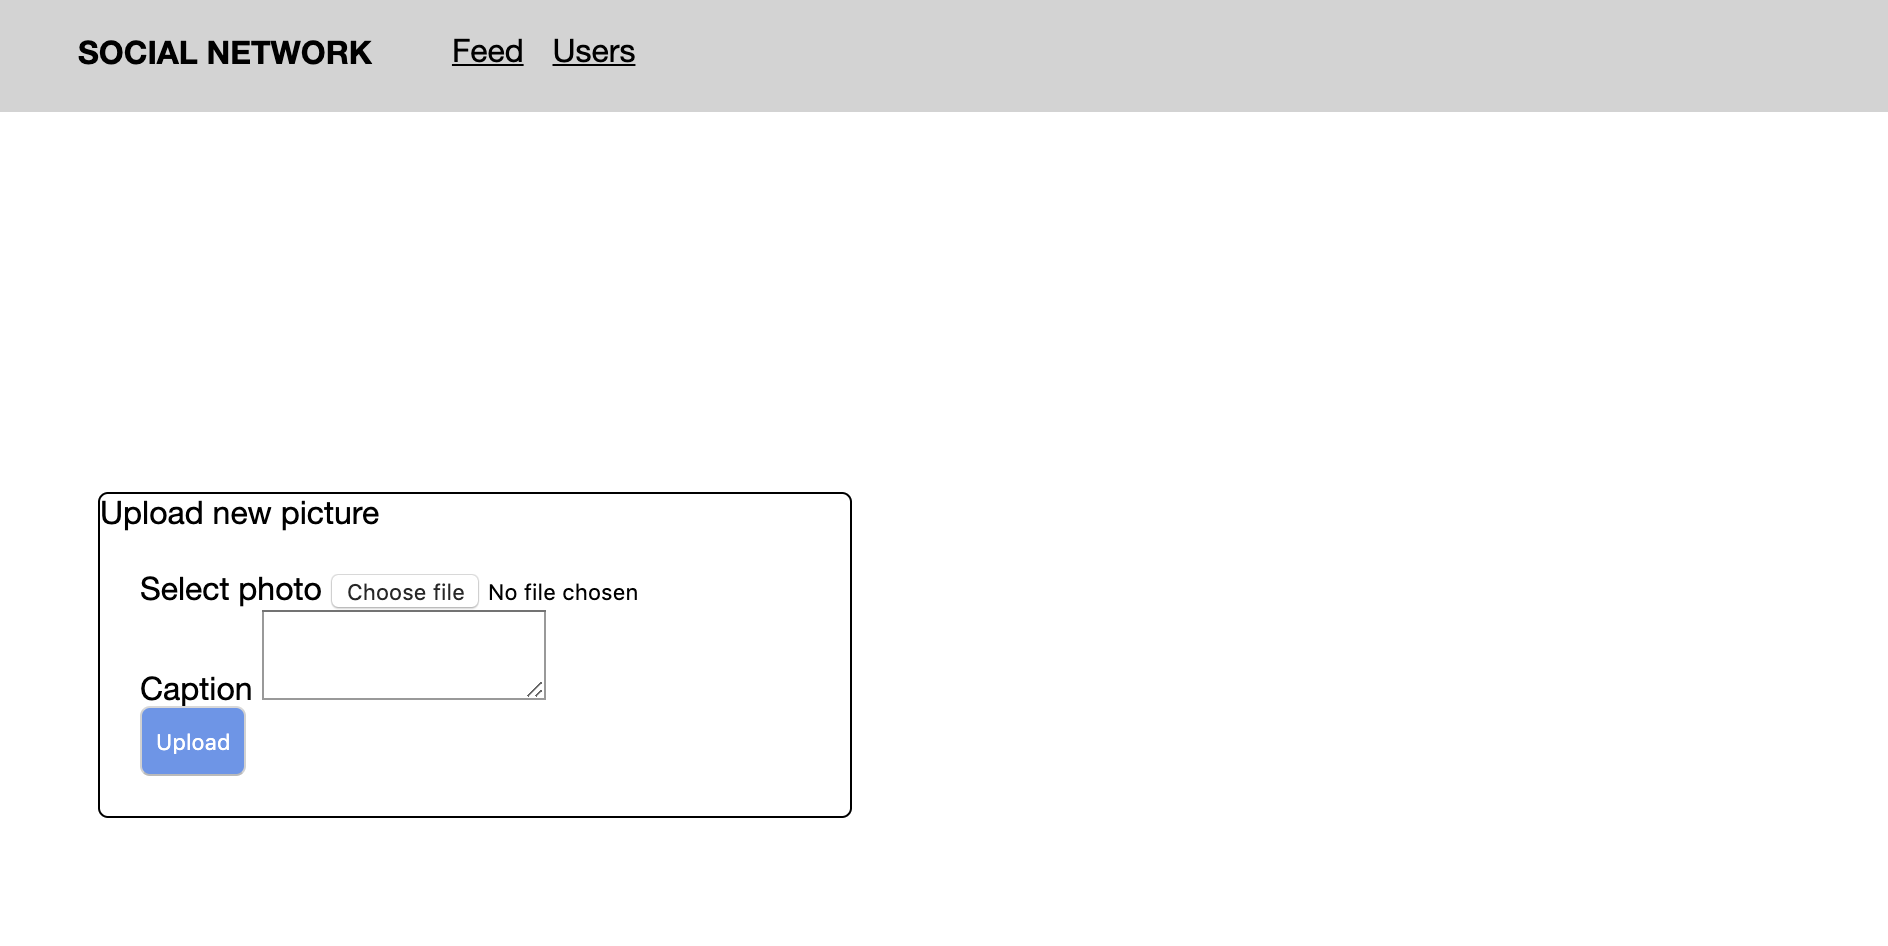 SOCIAL NETWORK Feed Users
Upload new picture
Select photo Choose file No file chosen
Caption
Upload